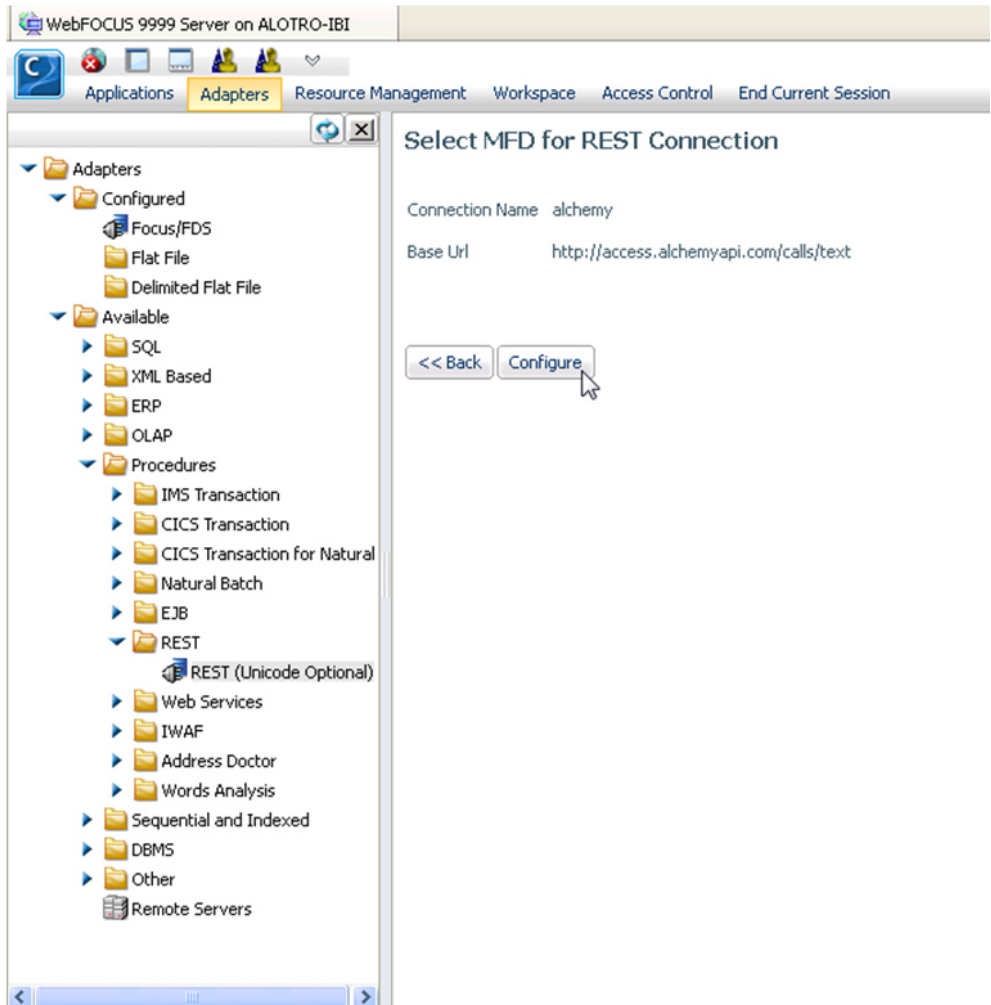 WebFOCUS 9999 Server on ALOTRO-IBI
Applications Adapters Resource Management Workspace Access Control End Current Session
Adapters
Configured
Focus/FDS
Flat File
Delimited Flat File
Available
SQL
XML Based
ERP
OLAP
Procedures
IMS Transaction
CICS Transaction
CICS Transaction for Natural
Natural Batch
EJB
REST
REST (Unicode Optional)
Web Services
IWAF
Address Doctor
Words Analysis
Sequential and Indexed
DBMS
Other
Remote Servers
Select MFD for REST Connection
Connection Name alchemy
Base Url http://access.alchemyapi.com/calls/text
<< Back Configure